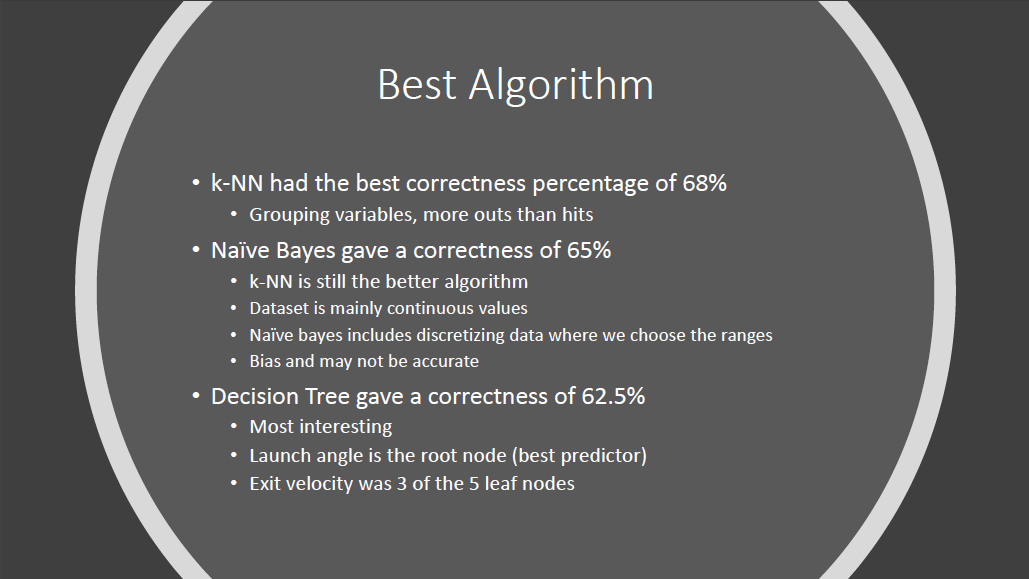 Best Algorithm
• k-NN had the best correctness percentage of 68%
• Grouping variables, more outs than hits
• Naïve Bayes gave a correctness of 65%
• k-NN is still the better algorithm
• Dataset is mainly continuous values
• Naïve bayes includes discretizing data where we choose the ranges
• Bias and may not be accurate
• Decision Tree gave a correctness of 62.5%
• Most interesting
• Launch angle is the root node (best predictor)
• Exit velocity was 3 of the 5 leaf nodes